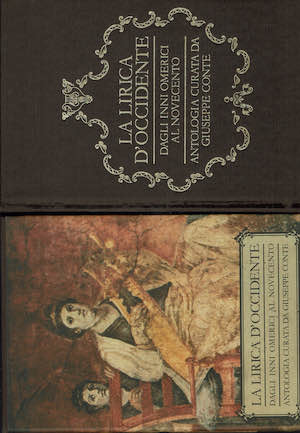 LA LIRICA
D'OCCIDENTE
DAGLI INNI OMERICI
AL NOVECENTO
ANTOLOGIA CURATA DA
GIUSEPPE CONTE
LA LIRICA D'OCCIDENTE
DAGLI INNI OMERICI AL NOVECENTO
ANTOLOGIA CURATA DA GIUSEPPE CONTE